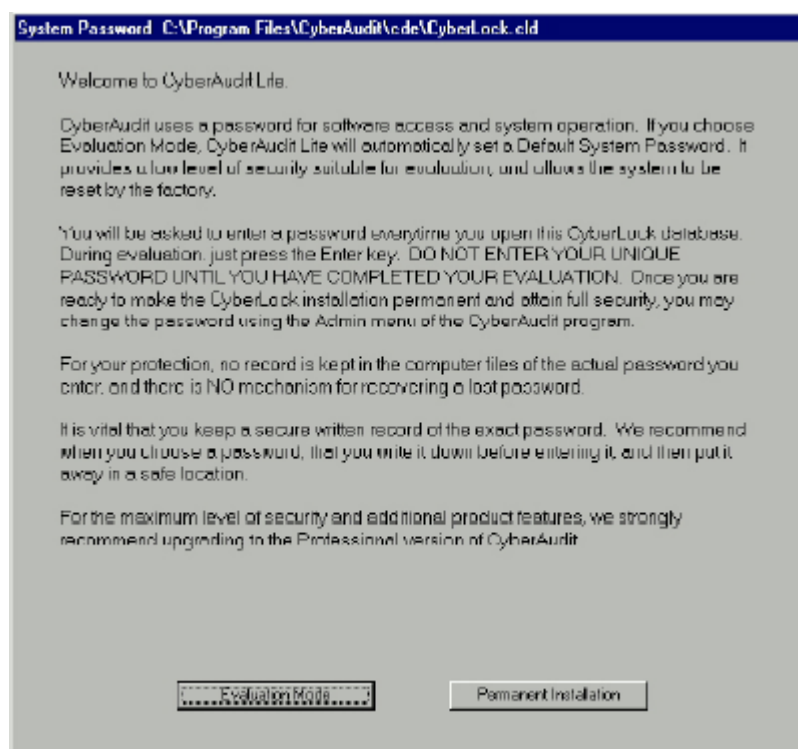 System Password C:\Program Files\CyberAudit\cde\CyberLock.cld
Welcome to CyberAudit Lite.
CyberAudit uses a password for software access and system operation. If you choose
Evaluation Mode, CyberAudit Lite will automatically set a Default System Password. It
provides a low level of security suitable for evaluation, and allows the system to be
reset by the factory.
You will be asked to enter a password everytime you open this CyberLock database.
During evaluation, just press the Enter key. DO NOT ENTER YOUR UNIQUE
PASSWORD UNTIL YOU HAVE COMPLETED YOUR EVALUATION. Once you are
ready to make the CyberLock installation permanent and attain full security, you may
change the password using the Admin menu of the CyberAudit program.
For your protection, no record is kept in the computer files of the actual password you
enter, and there is NO mechanism for recovering a lost password.
It is vital that you keep a secure written record of the exact password. We recommend
when you choose a password, that you write it down before entering it, and then put it
away in a safe location.
For the maximum level of security and additional product features, we strongly
recommend upgrading to the Professional version of CyberAudit.
Evaluation Mode
Permanent Installation